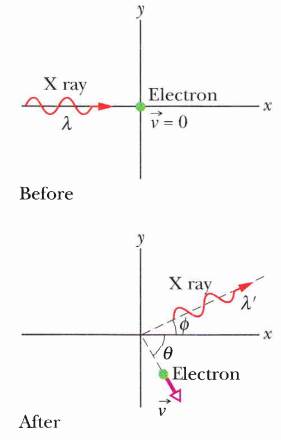 y
X ray
Electron
x
λ
v⃗ = 0
Before
y
X ray
λ′
ϕ
x
θ
Electron
v⃗
After